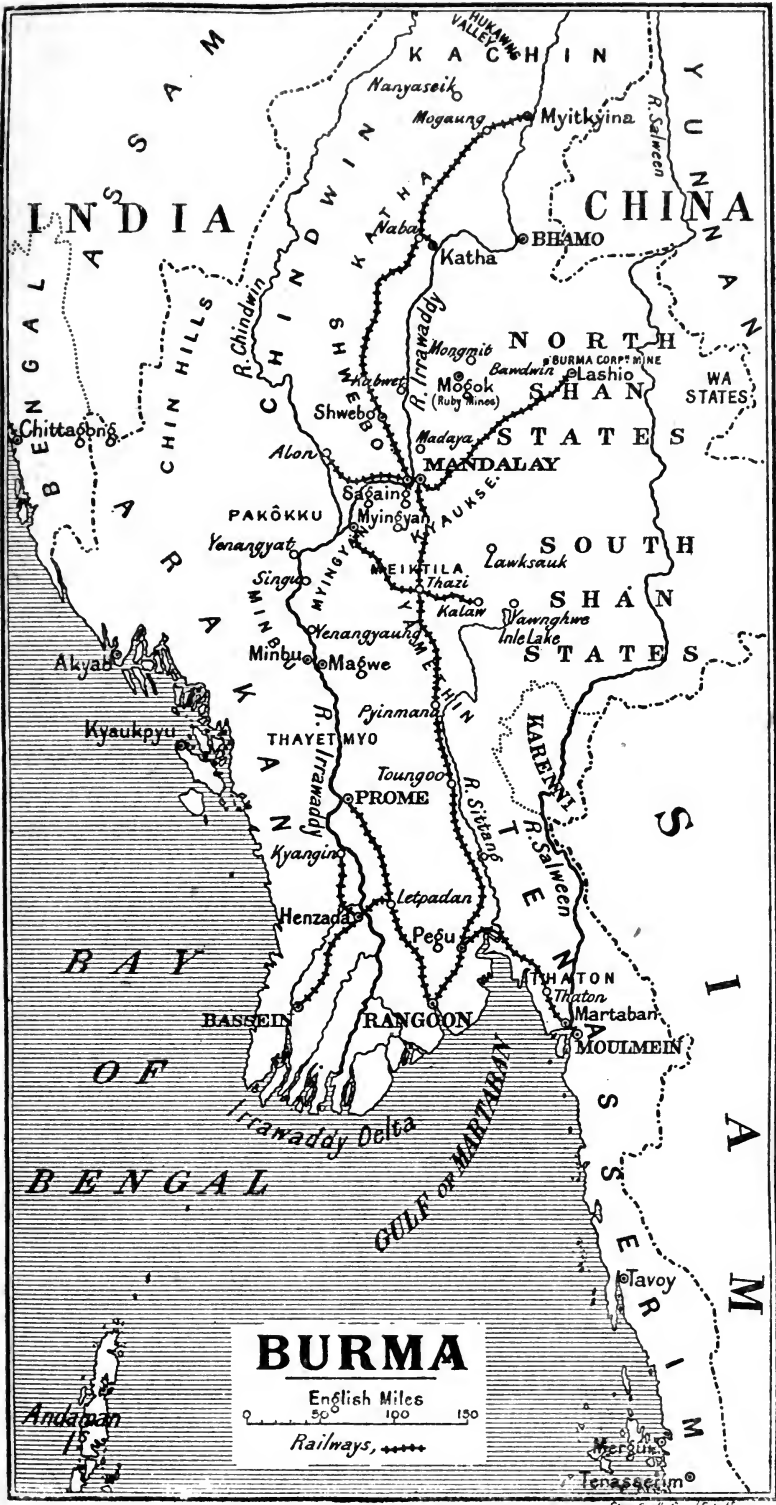 HUKAWNG
VALLEY
KACHIN
YUNNAN
ASSAM
Nanyaseik
Mogaung
Myitkyina
R. Salween
INDIA
CHINA
CHINDWIN
KATHA
Naba
Katha
BHAMO
BENGAL
CHIN HILLS
R. Chindwin
SHWEBO
R. Irrawaddy
Mongmit
NORTH
BURMA CORPN. MINE
Bawdwin
Lashio
Kabwet
Mogok
(Ruby Mines)
SHAN
WA
STATES
Shwebo
Chittagong
Madaya
STATES
Alon
MANDALAY
Sagaing
KYAUKSE.
PAKÔKKU
Myingyan
Yenangyat
MYINGYAN
SOUTH
Lawksauk
MEIKTILA
Singu
Thazi
MINBU
Kalaw
SHAN
Yawnghwe
Inle Lake
YAMETHIN
Yenangyaung
STATES
ARAKAN
Akyab
Minbu
Magwe
Pyinmana
KARENNI
Kyaukpyu
THAYETMYO
R. Irrawaddy
Toungoo
R. Sittang
PROME
SIAM
TENASSERIM
R. Salween
Kyangin
Letpadan
Henzada
Pegu
BAY
THATON
Thaton
BASSEIN
RANGOON
Martaban
MOULMEIN
OF
Irrawaddy Delta
GULF OF MARTABAN
BENGAL
Tavoy
BURMA
English Miles
0 50 100 150
Railways,
Andaman
I.
Mergui
Tenasserim